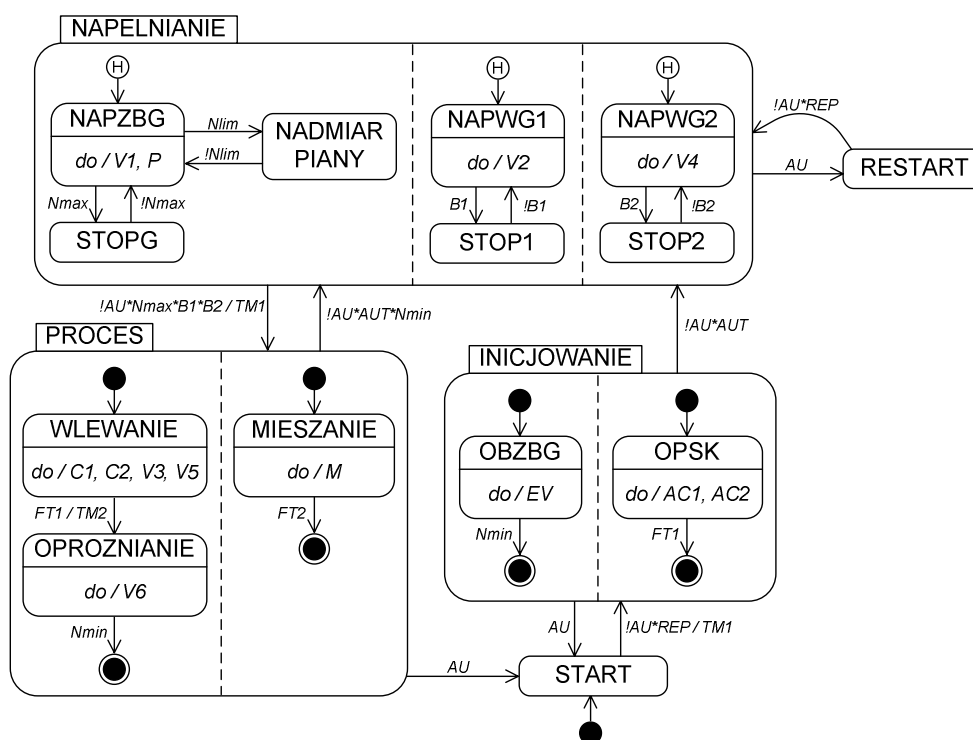 NAPELNIANIE
H
H
H
NAPZBG
do / V1, P
Nlim
!Nlim
NADMIAR
PIANY
Nmax
!Nmax
STOPG
NAPWG1
do / V2
B1
!B1
STOP1
NAPWG2
do / V4
B2
!B2
STOP2
!AU*REP
AU
RESTART
!AU*Nmax*B1*B2 / TM1
!AU*AUT*Nmin
!AU*AUT
PROCES
WLEWANIE
do / C1, C2, V3, V5
FT1 / TM2
OPROZNIANIE
do / V6
Nmin
MIESZANIE
do / M
FT2
INICJOWANIE
OBZBG
do / EV
Nmin
OPSK
do / AC1, AC2
FT1
AU
!AU*REP / TM1
AU
START